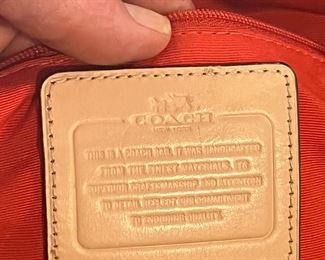 COACH
NEW YORK
THIS IS A COACH BAG. IT WAS HANDCRAFTED
FROM THE FINEST MATERIALS. ITS
SUPERIOR CRAFTSMANSHIP AND ATTENTION
TO DETAIL REFLECT OUR COMMITMENT
TO ENDURING QUALITY.